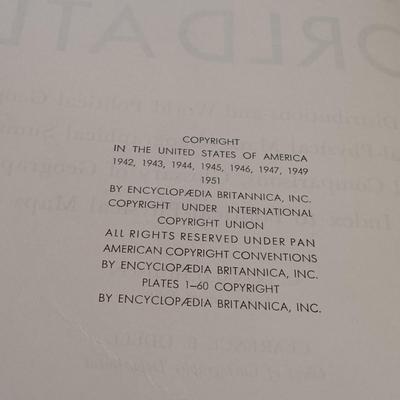 COPYRIGHT
IN THE UNITED STATES OF AMERICA
1942, 1943, 1944, 1945, 1946, 1947, 1949
1951
BY ENCYCLOPÆDIA BRITANNICA, INC.
COPYRIGHT UNDER INTERNATIONAL
COPYRIGHT UNION
ALL RIGHTS RESERVED UNDER PAN
AMERICAN COPYRIGHT CONVENTIONS
BY ENCYCLOPÆDIA BRITANNICA, INC.
PLATES 1–60 COPYRIGHT
BY ENCYCLOPÆDIA BRITANNICA, INC.